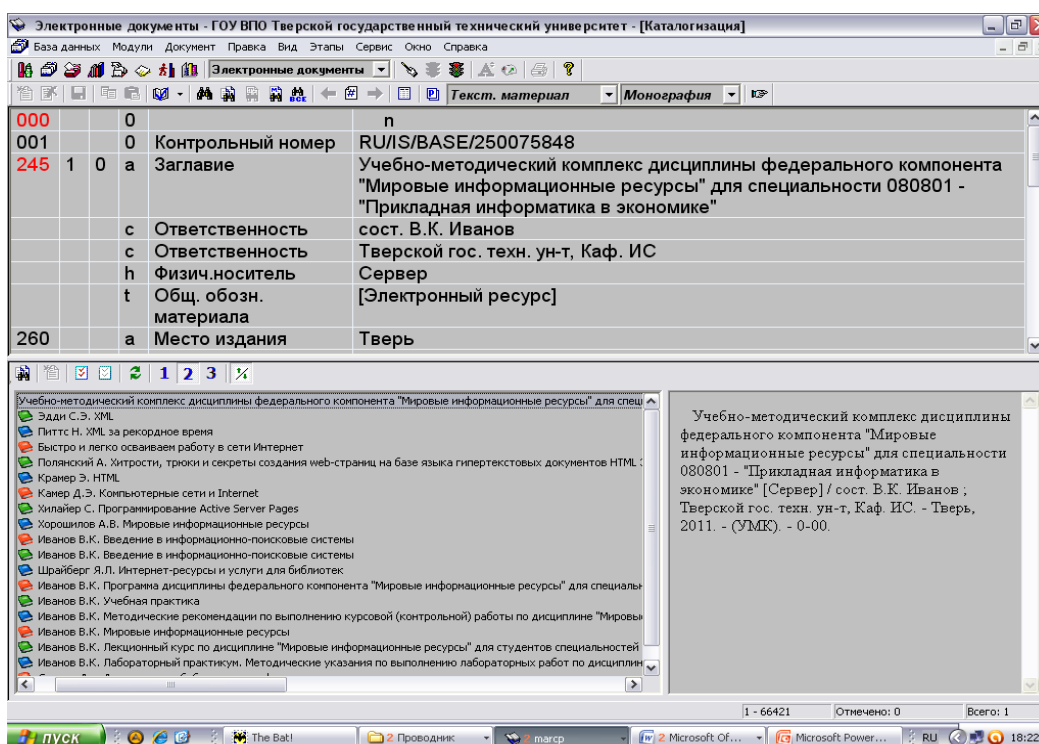 Электронные документы - ГОУ ВПО Тверской государственный технический университет - [Каталогизация]
База данных Модули Документ Правка Вид Этапы Сервис Окно Справка
Электронные документы
ВСЕ Текст. материал Монография
000 0 n
001 0 Контрольный номер RU/IS/BASE/250075848
245 1 0 a Заглавие Учебно-методический комплекс дисциплины федерального компонента
"Мировые информационные ресурсы" для специальности 080801 -
"Прикладная информатика в экономике"
c Ответственность сост. В.К. Иванов
c Ответственность Тверской гос. техн. ун-т, Каф. ИС
h Физич.носитель Сервер
t Общ. обозн. [Электронный ресурс]
материала
260 a Место издания Тверь
1 2 3
Учебно-методический комплекс дисциплины федерального компонента "Мировые информационные ресурсы" для спец
Эдди С.Э. XML
Питтс Н. XML за рекордное время
Быстро и легко осваиваем работу в сети Интернет
Полянский А. Хитрости, трюки и секреты создания web-страниц на базе языка гипертекстовых документов HTML
Крамер Э. HTML
Камер Д.Э. Компьютерные сети и Internet
Хилайер С. Программирование Active Server Pages
Хорошилов А.В. Мировые информационные ресурсы
Иванов В.К. Введение в информационно-поисковые системы
Иванов В.К. Введение в информационно-поисковые системы
Шрайберг Я.Л. Интернет-ресурсы и услуги для библиотек
Иванов В.К. Программа дисциплины федерального компонента "Мировые информационные ресурсы" для специаль
Иванов В.К. Учебная практика
Иванов В.К. Методические рекомендации по выполнению курсовой (контрольной) работы по дисциплине "Мировы
Иванов В.К. Мировые информационные ресурсы
Иванов В.К. Лекционный курс по дисциплине "Мировые информационные ресурсы" для студентов специальностей
Иванов В.К. Лабораторный практикум. Методические указания по выполнению лабораторных работ по дисциплин
Учебно-методический комплекс дисциплины
федерального компонента "Мировые
информационные ресурсы" для специальности
080801 - "Прикладная информатика в
экономике" [Сервер] / сост. В.К. Иванов ;
Тверской гос. техн. ун-т, Каф. ИС. - Тверь,
2011. - (УМК). - 0-00.
1 - 66421 Отмечено: 0 Всего: 1
пуск The Bat! 2 Проводник 2 marcp 2 Microsoft Of... Microsoft Power... RU 18:22